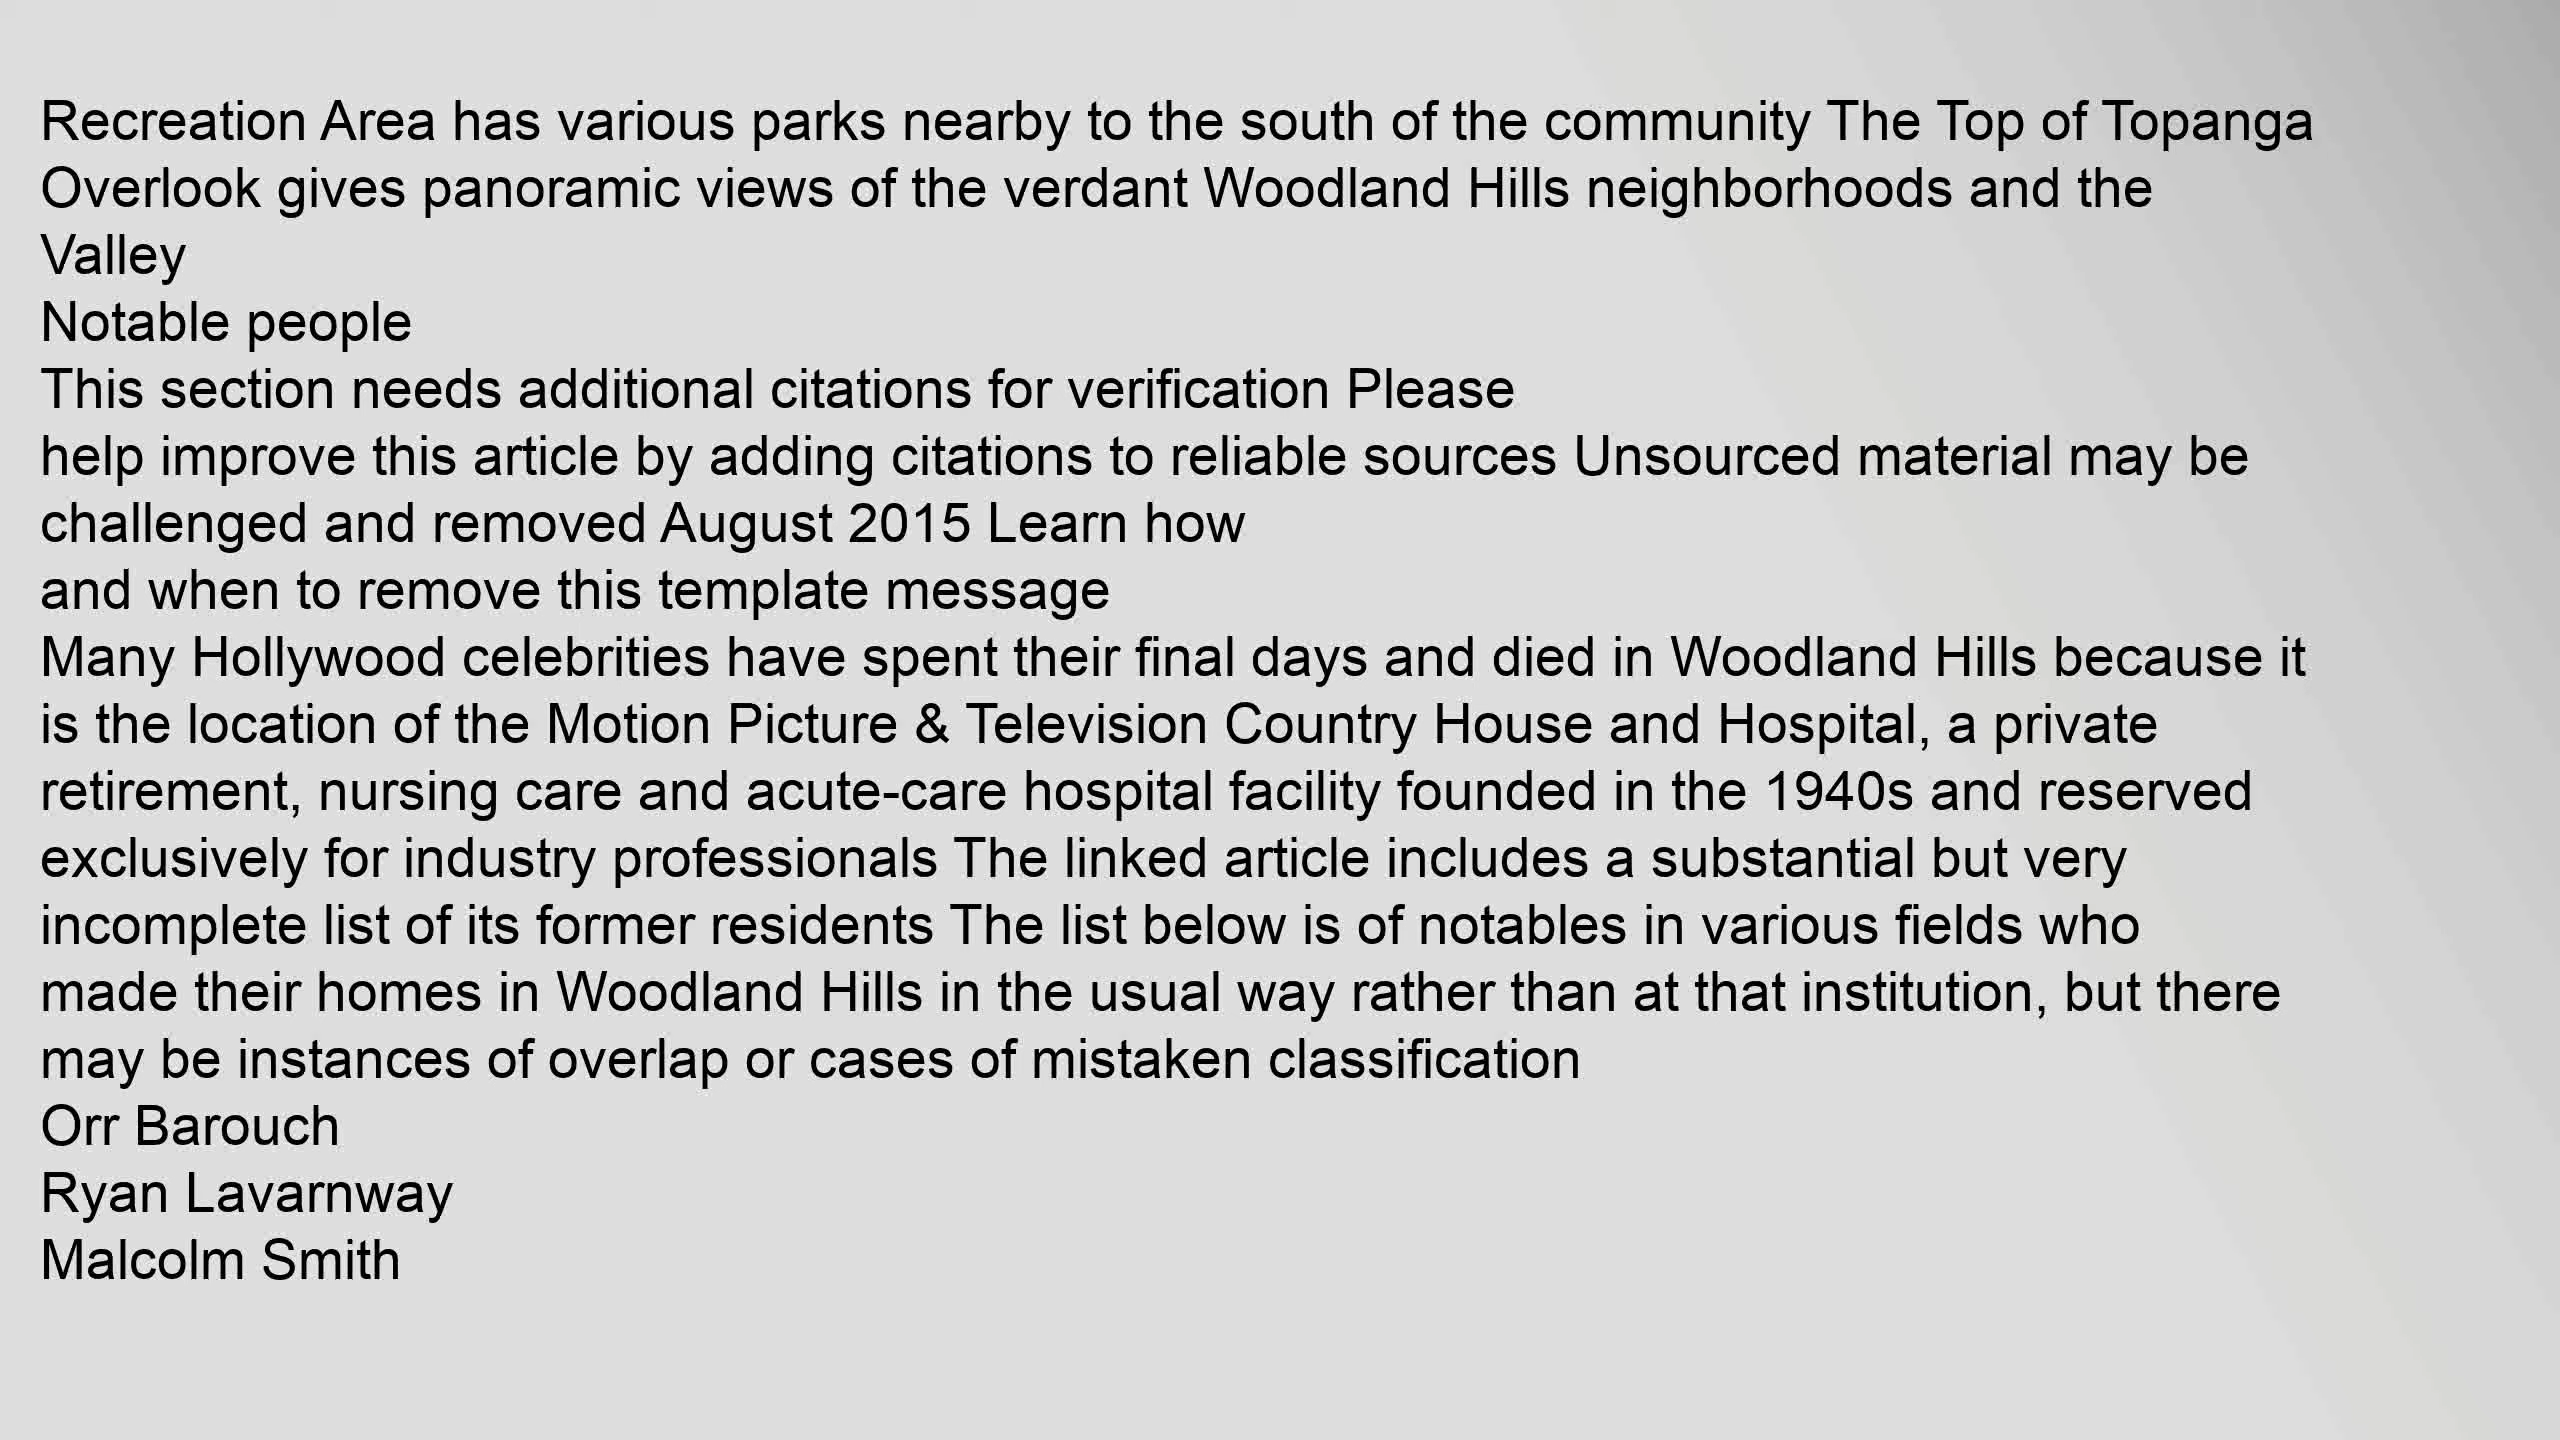 Recreation Area has various parks nearby to the south of the community The Top of Topanga
Overlook gives panoramic views of the verdant Woodland Hills neighborhoods and the
Valley
Notable people
This section needs additional citations for verification Please
help improve this article by adding citations to reliable sources Unsourced material may be
challenged and removed August 2015 Learn how
and when to remove this template message
Many Hollywood celebrities have spent their final days and died in Woodland Hills because it
is the location of the Motion Picture & Television Country House and Hospital, a private
retirement, nursing care and acute-care hospital facility founded in the 1940s and reserved
exclusively for industry professionals The linked article includes a substantial but very
incomplete list of its former residents The list below is of notables in various fields who
made their homes in Woodland Hills in the usual way rather than at that institution, but there
may be instances of overlap or cases of mistaken classification
Orr Barouch
Ryan Lavarnway
Malcolm Smith